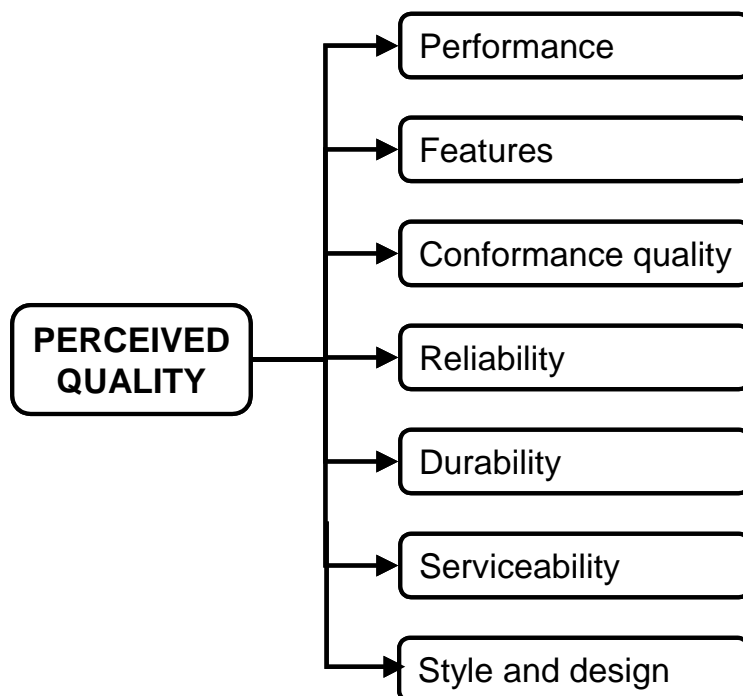 Performance
Features
Conformance quality
PERCEIVED
QUALITY
Reliability
Durability
Serviceability
Style and design